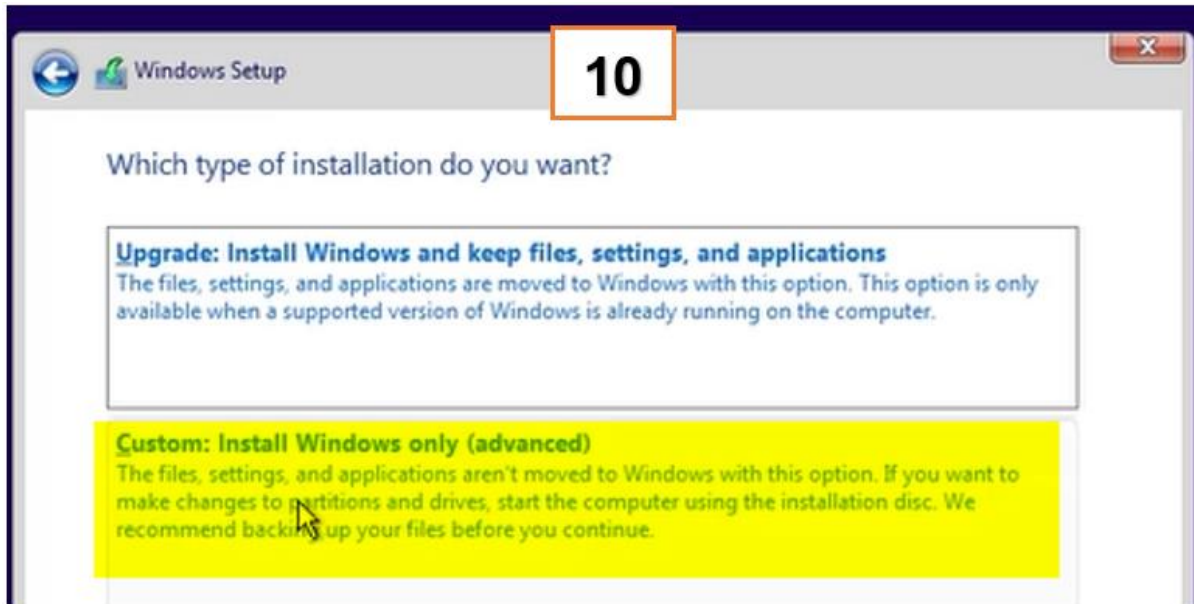 Windows Setup
10
Which type of installation do you want?
Upgrade: Install Windows and keep files, settings, and applications
The files, settings, and applications are moved to Windows with this option. This option is only
available when a supported version of Windows is already running on the computer.
Custom: Install Windows only (advanced)
The files, settings, and applications aren't moved to Windows with this option. If you want to
make changes to partitions and drives, start the computer using the installation disc. We
recommend backing up your files before you continue.